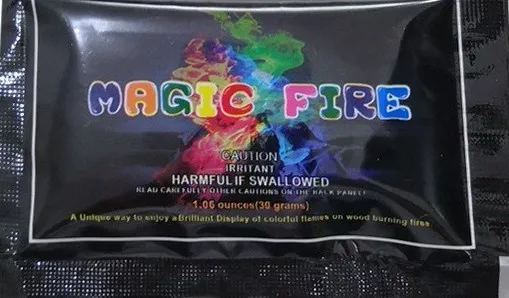 MAGIC FIRE
CAUTION
IRRITANT
HARMFUL IF SWALLOWED
READ CAREFULLY OTHER CAUTIONS ON THE BACK PANEL!
1.06 ounces(30 grams)
A Unique way to enjoy a Brilliant Display of colorful flames on wood burning fires